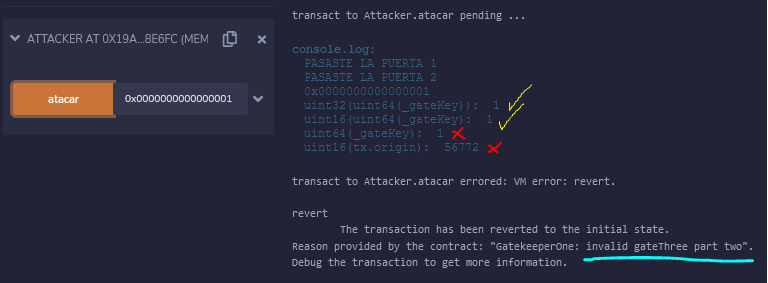 transact to Attacker.atacar pending ...
ATTACKER AT 0X19A...8E6FC (MEM
console.log:
PASASTE LA PUERTA 1
PASASTE LA PUERTA 2
0x0000000000000001
atacar
0x0000000000000001
uint32(uint64(_gateKey)): 1
uint16(uint64(_gateKey): 1
uint64(_gateKey): 1
uint16(tx.origin): 56772
transact to Attacker.atacar errored: VM error: revert.
revert
The transaction has been reverted to the initial state.
Reason provided by the contract: "GatekeeperOne: invalid gateThree part two".
Debug the transaction to get more information.